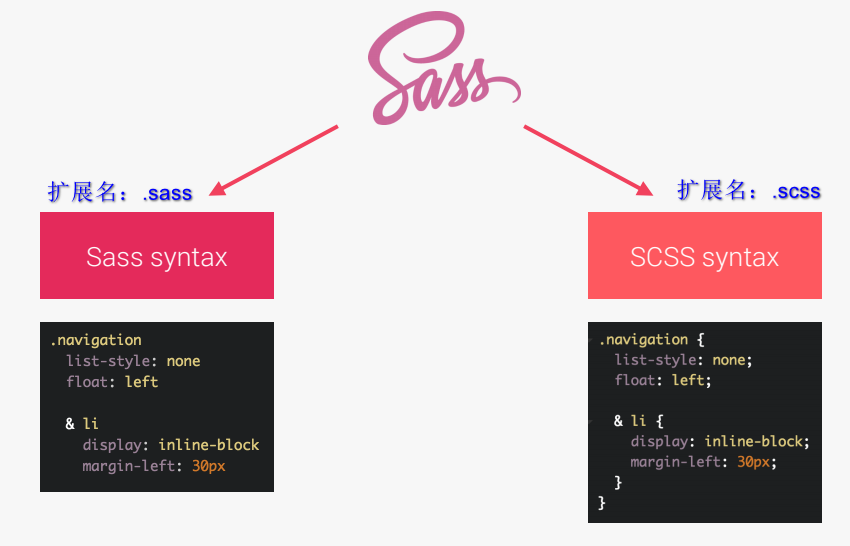 Sass
扩展名：.sass
Sass syntax
.navigation
  list-style: none
  float: left

  & li
    display: inline-block
    margin-left: 30px
扩展名：.scss
SCSS syntax
.navigation {
  list-style: none;
  float: left;

  & li {
    display: inline-block;
    margin-left: 30px;
  }
}